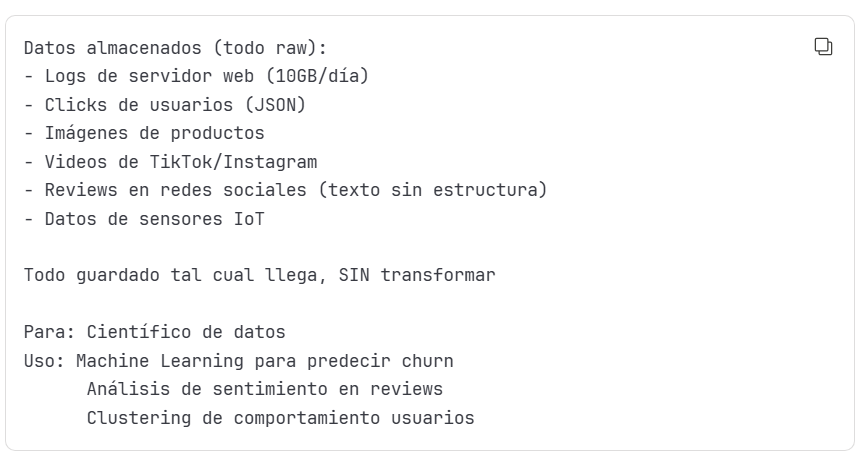 Datos almacenados (todo raw):
- Logs de servidor web (10GB/día)
- Clicks de usuarios (JSON)
- Imágenes de productos
- Videos de TikTok/Instagram
- Reviews en redes sociales (texto sin estructura)
- Datos de sensores IoT
Todo guardado tal cual llega, SIN transformar
Para: Científico de datos
Uso: Machine Learning para predecir churn
Análisis de sentimiento en reviews
Clustering de comportamiento usuarios